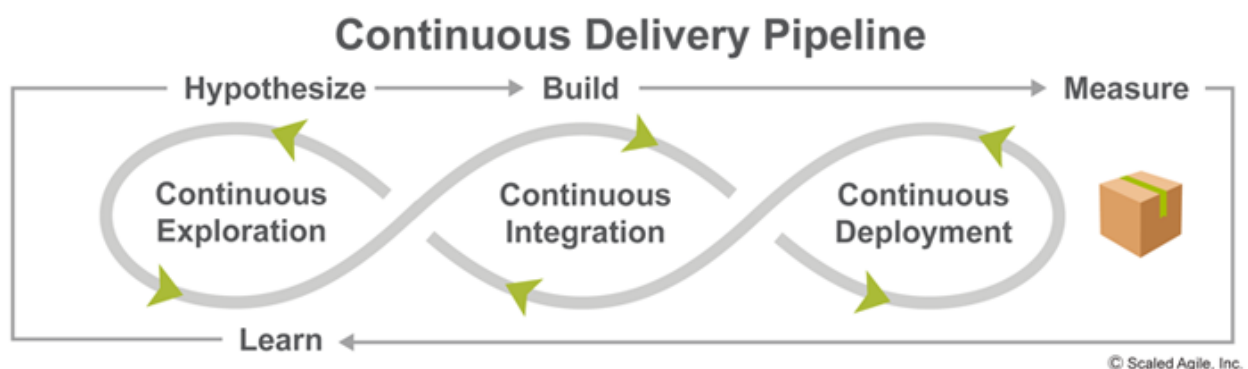 Continuous Delivery Pipeline
Hypothesize
Build
Measure
Continuous
Exploration
Continuous
Integration
Continuous
Deployment
Learn
© Scaled Agile, Inc.